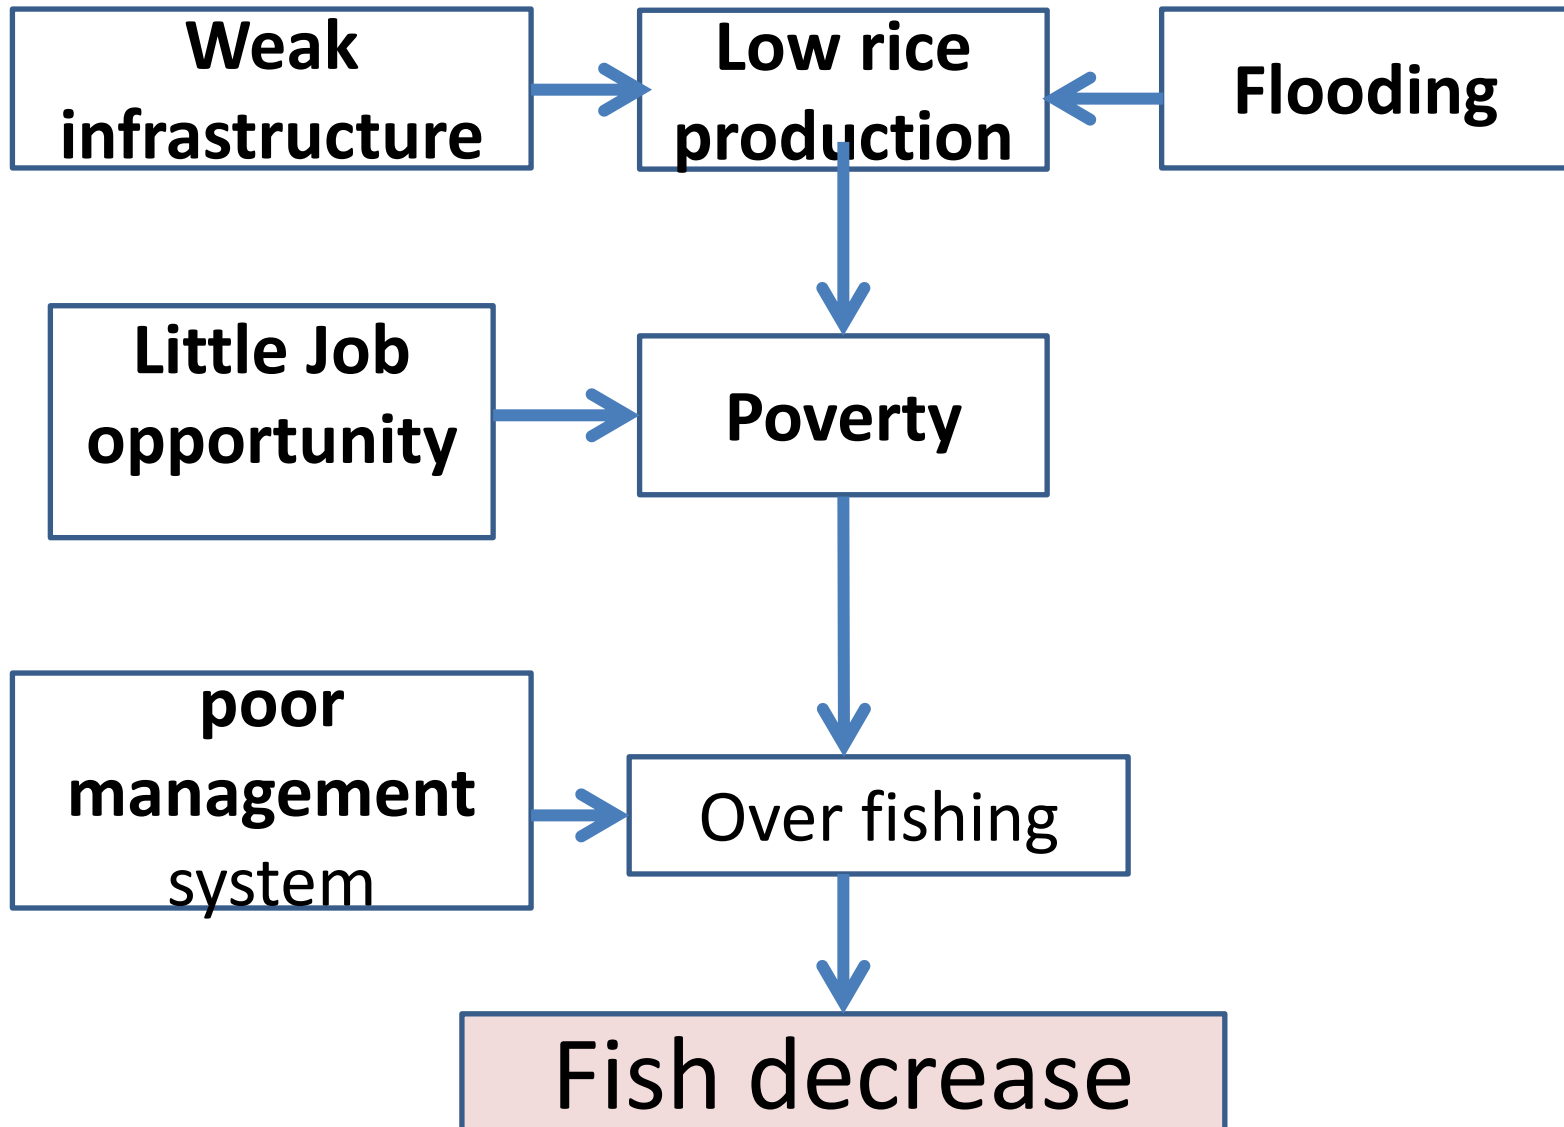 Weak
infrastructure
Low rice
production
Flooding
Little Job
opportunity
Poverty
poor
management
system
Over fishing
Fish decrease